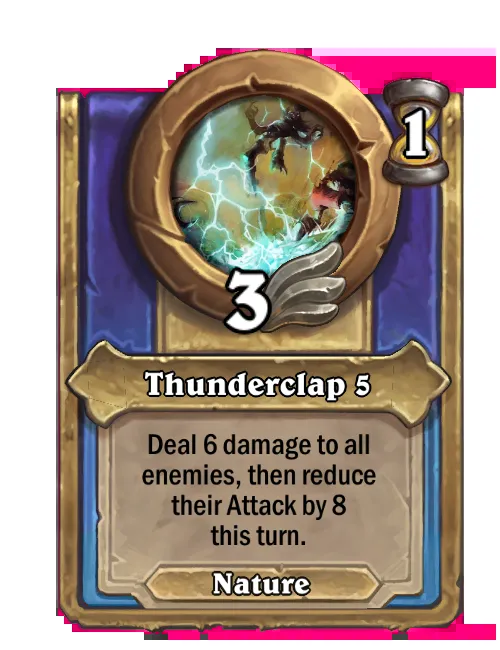 1
3
Thunderclap 5
Deal 6 damage to all
enemies, then reduce
their Attack by 8
this turn.
Nature